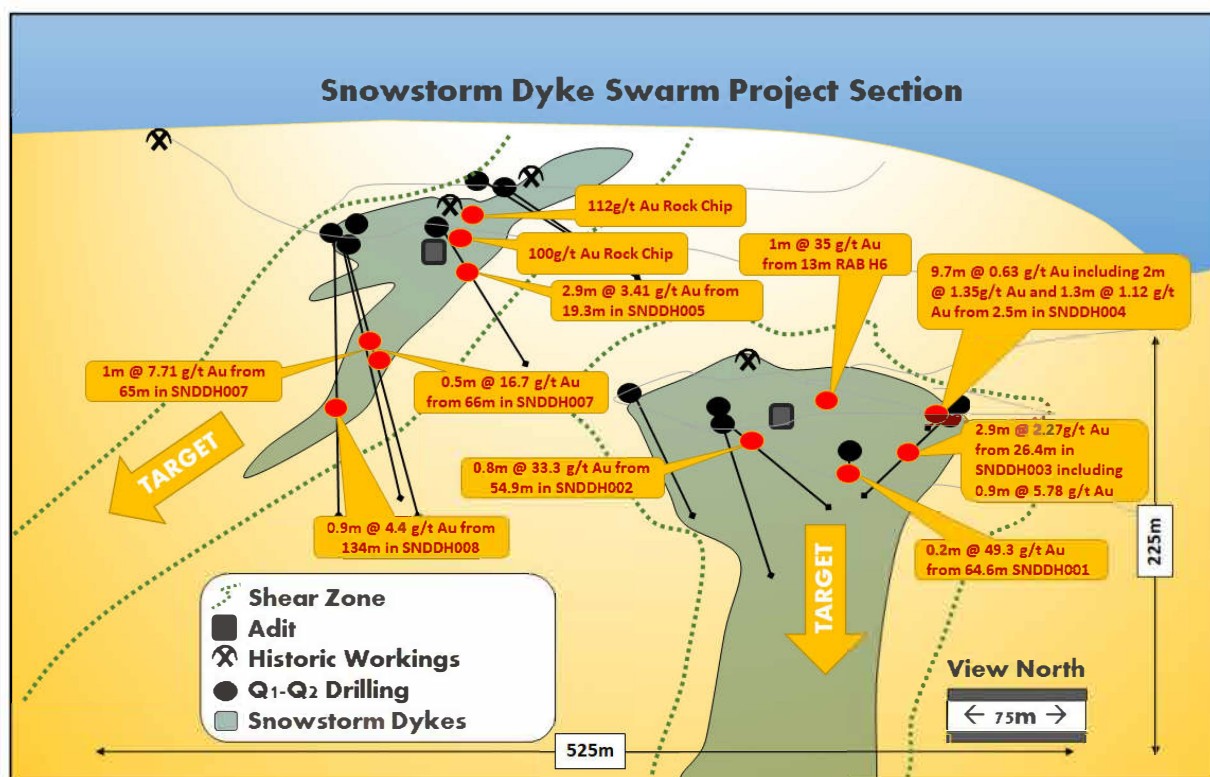 Snowstorm Dyke Swarm Project Section
112g/t Au Rock Chip
100g/t Au Rock Chip
2.9m @ 3.41 g/t Au from
19.3m in SNDDH005
1m @ 35 g/t Au
from 13m RAB H6
9.7m @ 0.63 g/t Au including 2m
@ 1.35g/t Au and 1.3m @ 1.12 g/t
Au from 2.5m in SNDDH004
1m @ 7.71 g/t Au from
65m in SNDDH007
0.5m @ 16.7 g/t Au
from 66m in SNDDH007
0.8m @ 33.3 g/t Au from
54.9m in SNDDH002
2.9m @ 2.27g/t Au
from 26.4m in
SNDDH003 including
0.9m @ 5.78 g/t Au
0.9m @ 4.4 g/t Au from
134m in SNDDH008
0.2m @ 49.3 g/t Au
from 64.6m SNDDH001
TARGET
TARGET
225m
Shear Zone
Adit
Historic Workings
Q1-Q2 Drilling
Snowstorm Dykes
View North
← 75m →
525m